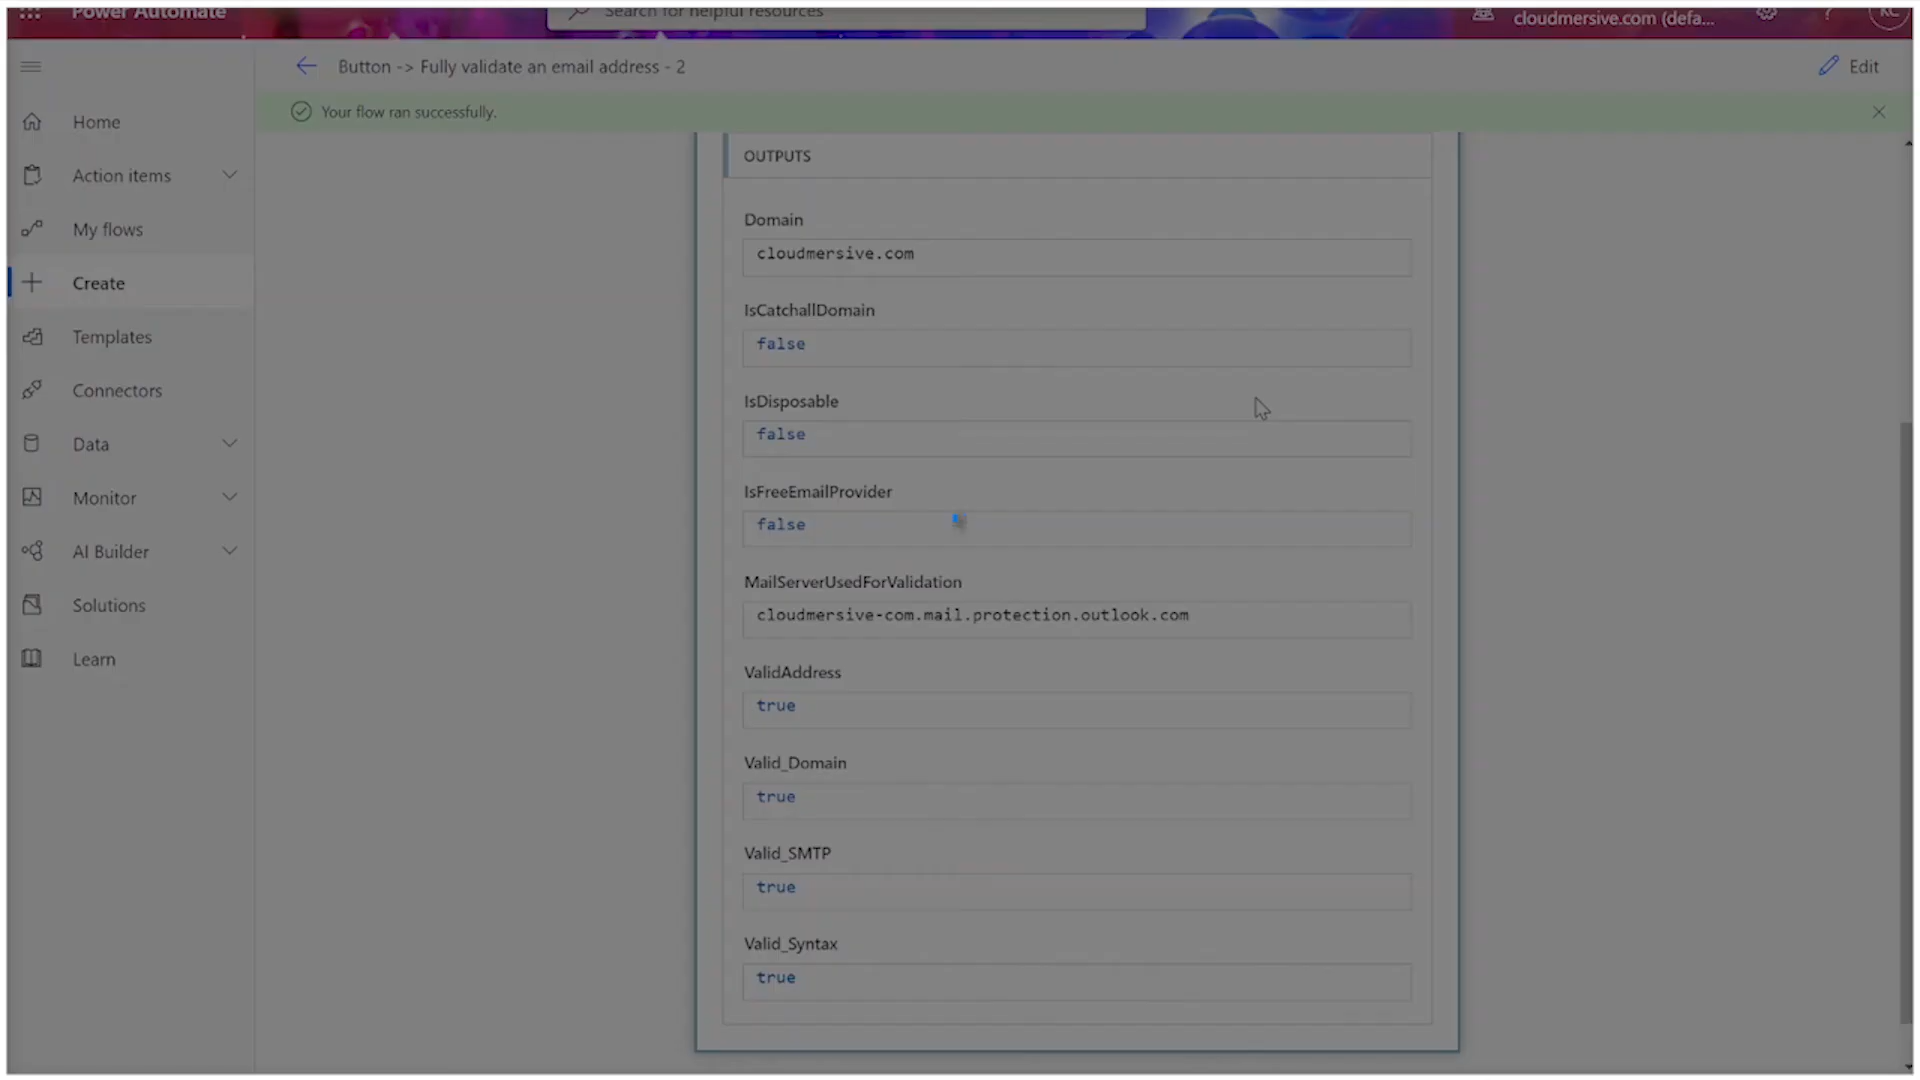 Power Automate
Search for helpful resources
cloudmersive.com (defa...
?
KC
Button -> Fully validate an email address - 2
Edit
Your flow ran successfully.
Home
Action items
My flows
Create
Templates
Connectors
Data
Monitor
AI Builder
Solutions
Learn
OUTPUTS
Domain
cloudmersive.com
IsCatchallDomain
false
IsDisposable
false
IsFreeEmailProvider
false
MailServerUsedForValidation
cloudmersive-com.mail.protection.outlook.com
ValidAddress
true
Valid_Domain
true
Valid_SMTP
true
Valid_Syntax
true